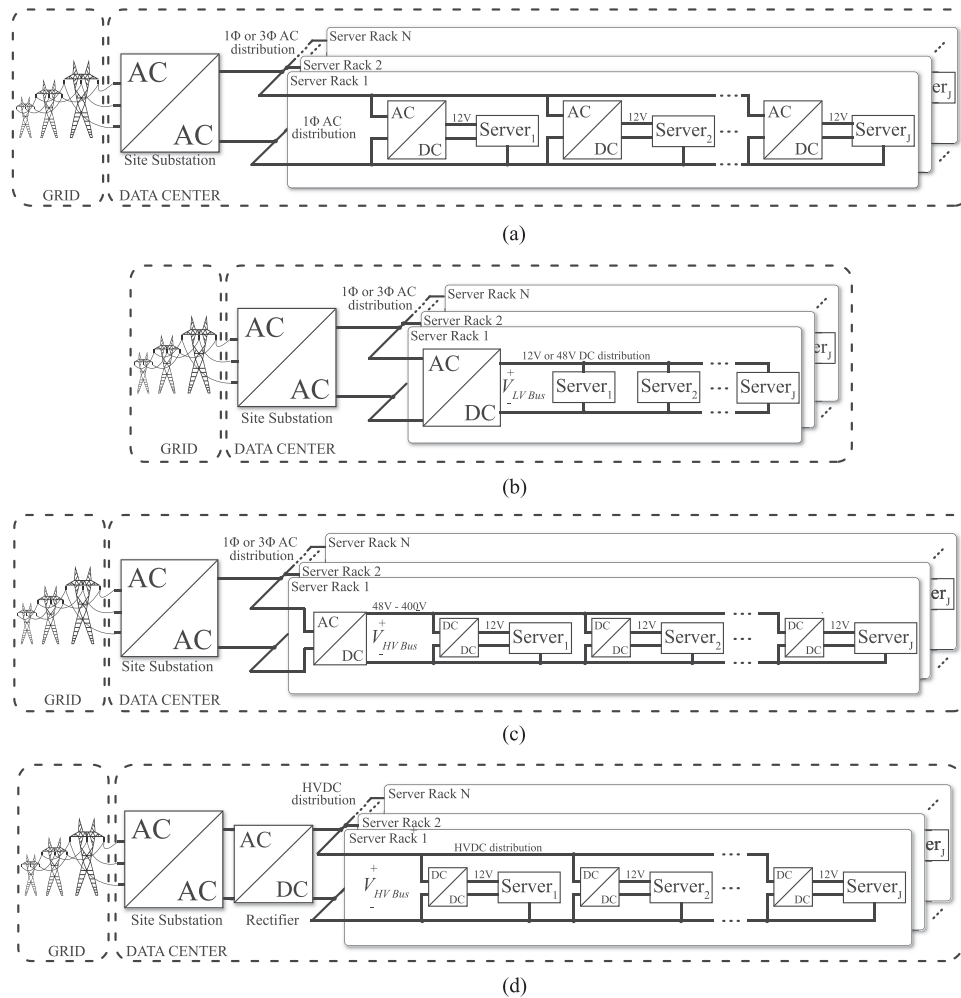 1Φ or 3Φ AC
distribution
Server Rack N
Server Rack 2
Server Rack 1
AC
AC
Site Substation
1Φ AC
distribution
AC
DC
12V
Server1
AC
DC
12V
Server2
AC
DC
12V
ServerJ
erJ
GRID
DATA CENTER
(a)
1Φ or 3Φ AC
distribution
Server Rack N
Server Rack 2
Server Rack 1
AC
AC
Site Substation
AC
DC
12V or 48V DC distribution
+
VLV Bus
-
Server1
Server2
ServerJ
erJ
GRID
DATA CENTER
(b)
1Φ or 3Φ AC
distribution
Server Rack N
Server Rack 2
Server Rack 1
AC
AC
Site Substation
AC
DC
48V - 400V
+
VHV Bus
-
DC
DC
12V
Server1
DC
DC
12V
Server2
DC
DC
12V
ServerJ
erJ
GRID
DATA CENTER
(c)
HVDC
distribution
Server Rack N
Server Rack 2
Server Rack 1
AC
AC
Site Substation
AC
DC
Rectifier
HVDC distribution
+
VHV Bus
-
DC
DC
12V
Server1
DC
DC
12V
Server2
DC
DC
12V
ServerJ
erJ
GRID
DATA CENTER
(d)